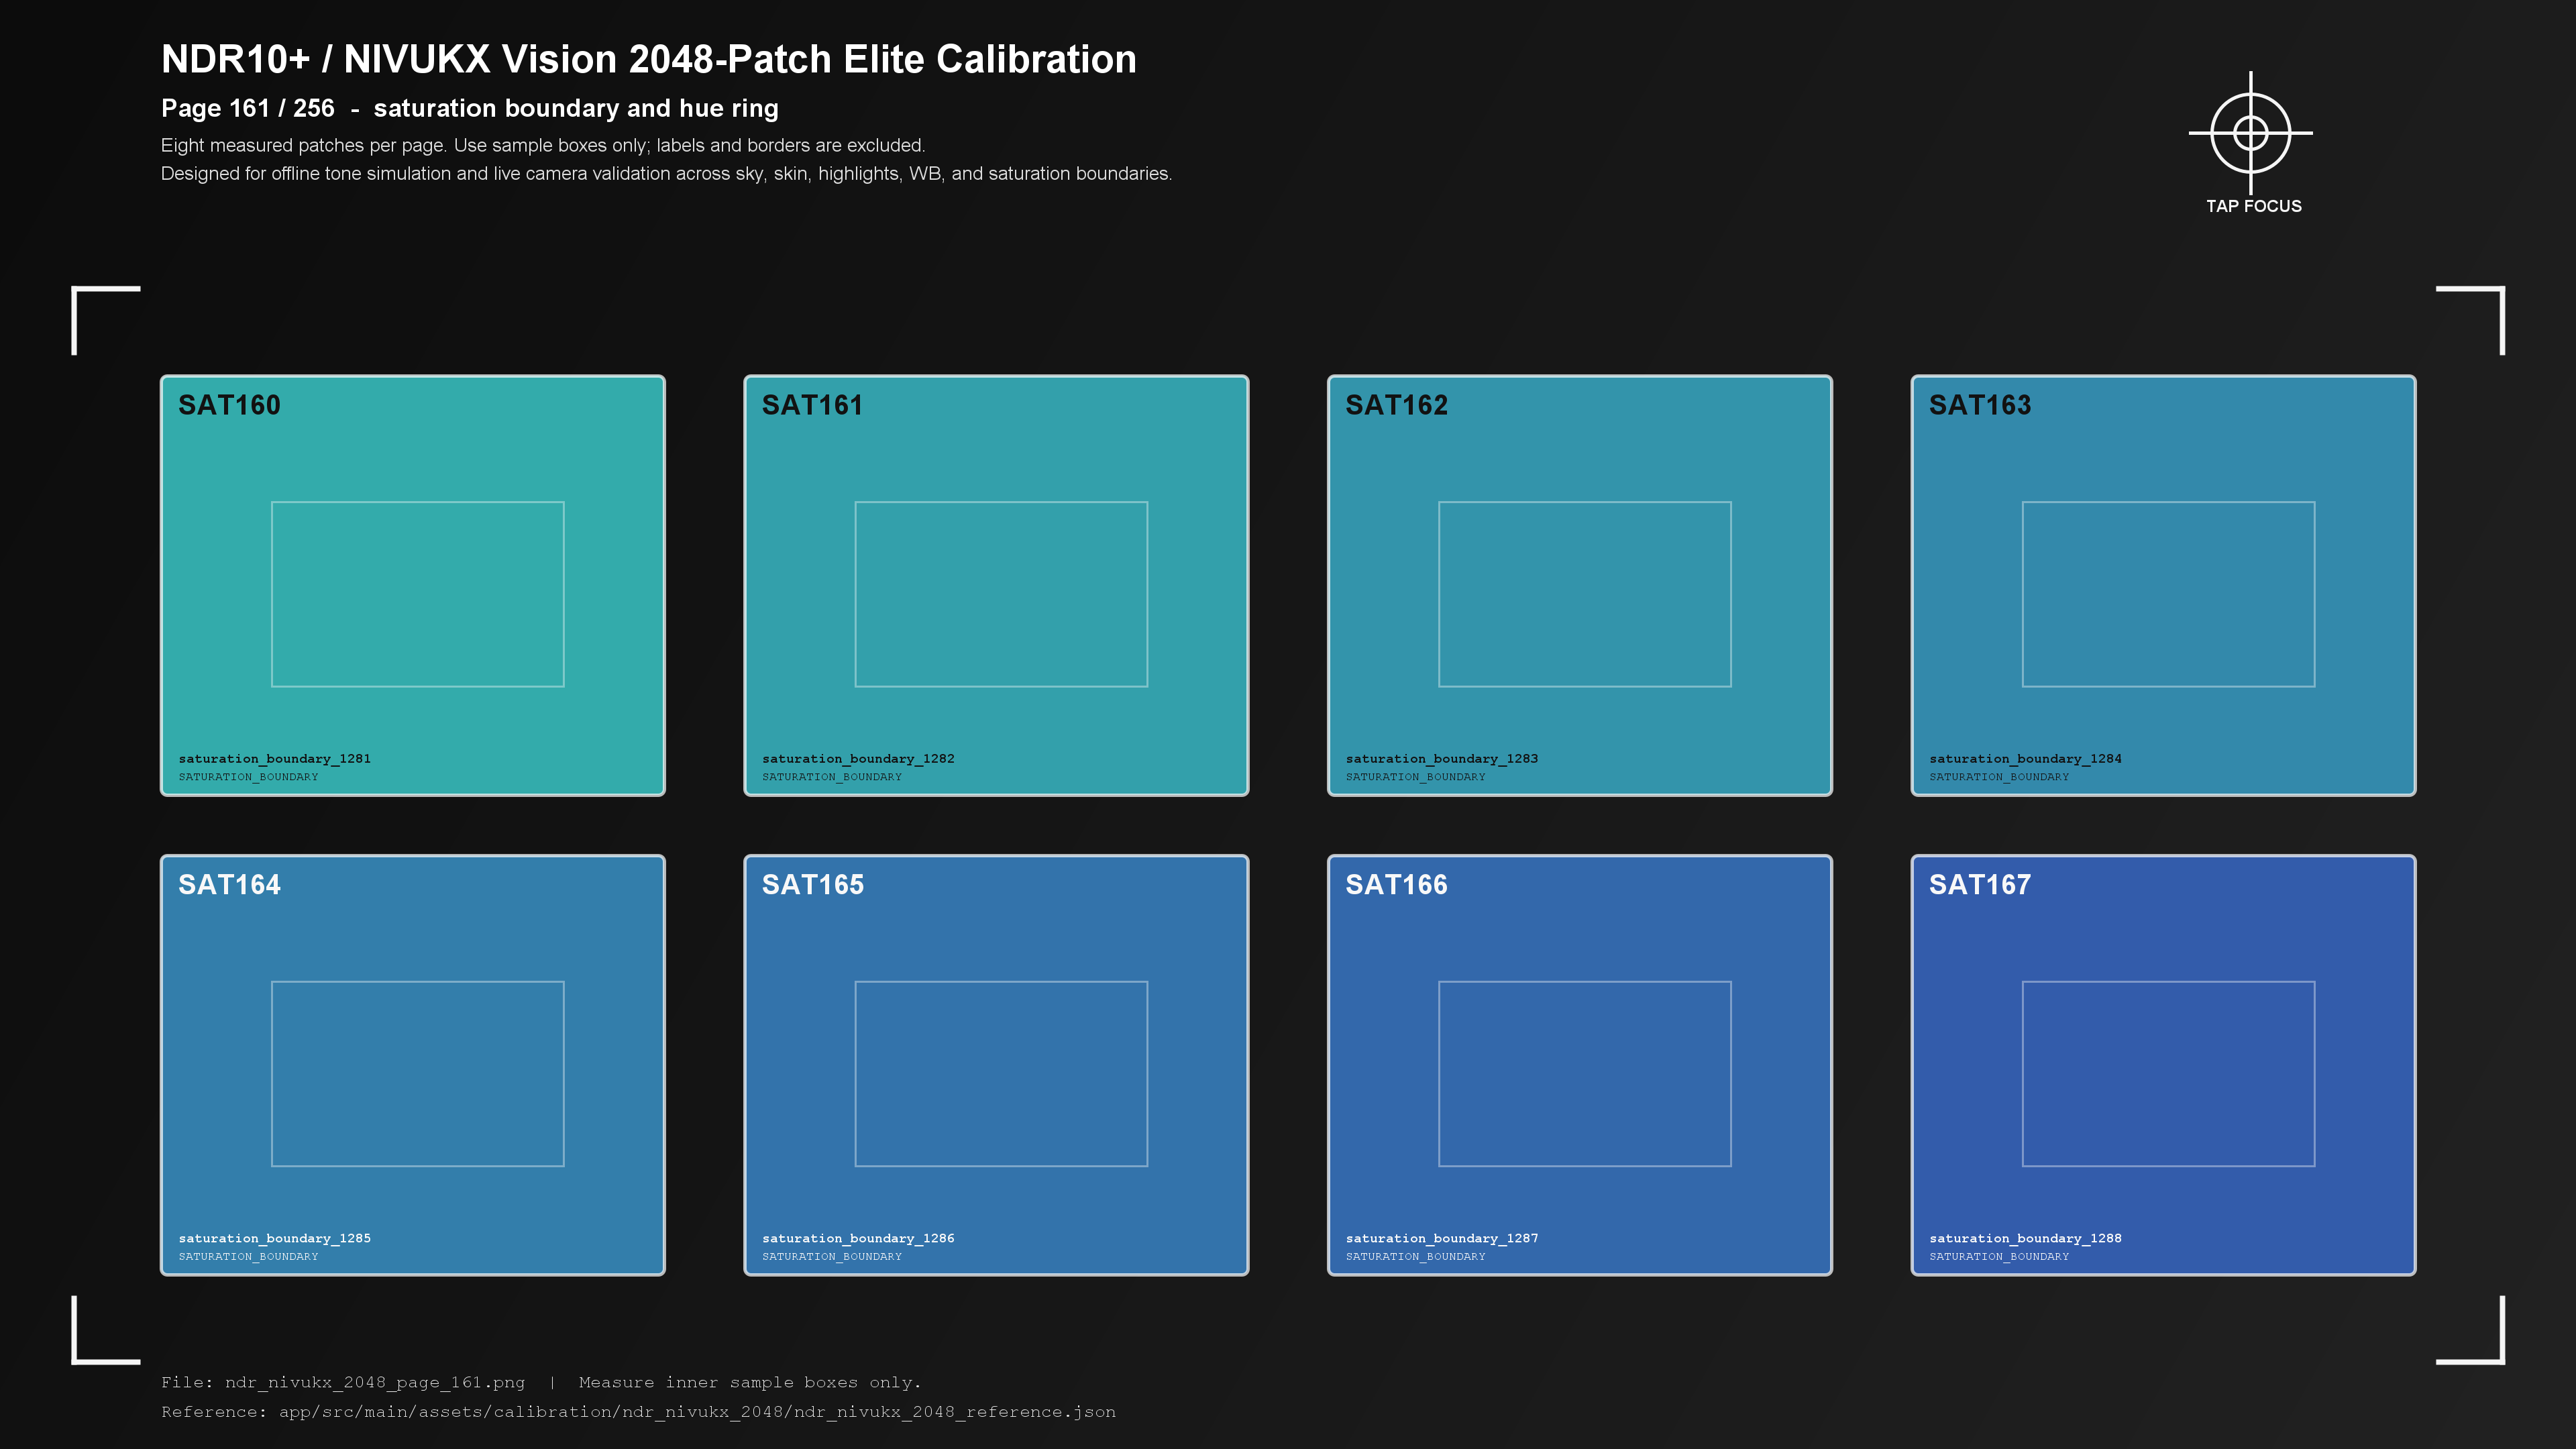 NDR10+ / NIVUKX Vision 2048-Patch Elite Calibration
Page 161 / 256 - saturation boundary and hue ring
Eight measured patches per page. Use sample boxes only; labels and borders are excluded.
Designed for offline tone simulation and live camera validation across sky, skin, highlights, WB, and saturation boundaries.
TAP FOCUS
SAT160
saturation_boundary_1281
SATURATION_BOUNDARY
SAT161
saturation_boundary_1282
SATURATION_BOUNDARY
SAT162
saturation_boundary_1283
SATURATION_BOUNDARY
SAT163
saturation_boundary_1284
SATURATION_BOUNDARY
SAT164
saturation_boundary_1285
SATURATION_BOUNDARY
SAT165
saturation_boundary_1286
SATURATION_BOUNDARY
SAT166
saturation_boundary_1287
SATURATION_BOUNDARY
SAT167
saturation_boundary_1288
SATURATION_BOUNDARY
File: ndr_nivukx_2048_page_161.png | Measure inner sample boxes only.
Reference: app/src/main/assets/calibration/ndr_nivukx_2048/ndr_nivukx_2048_reference.json